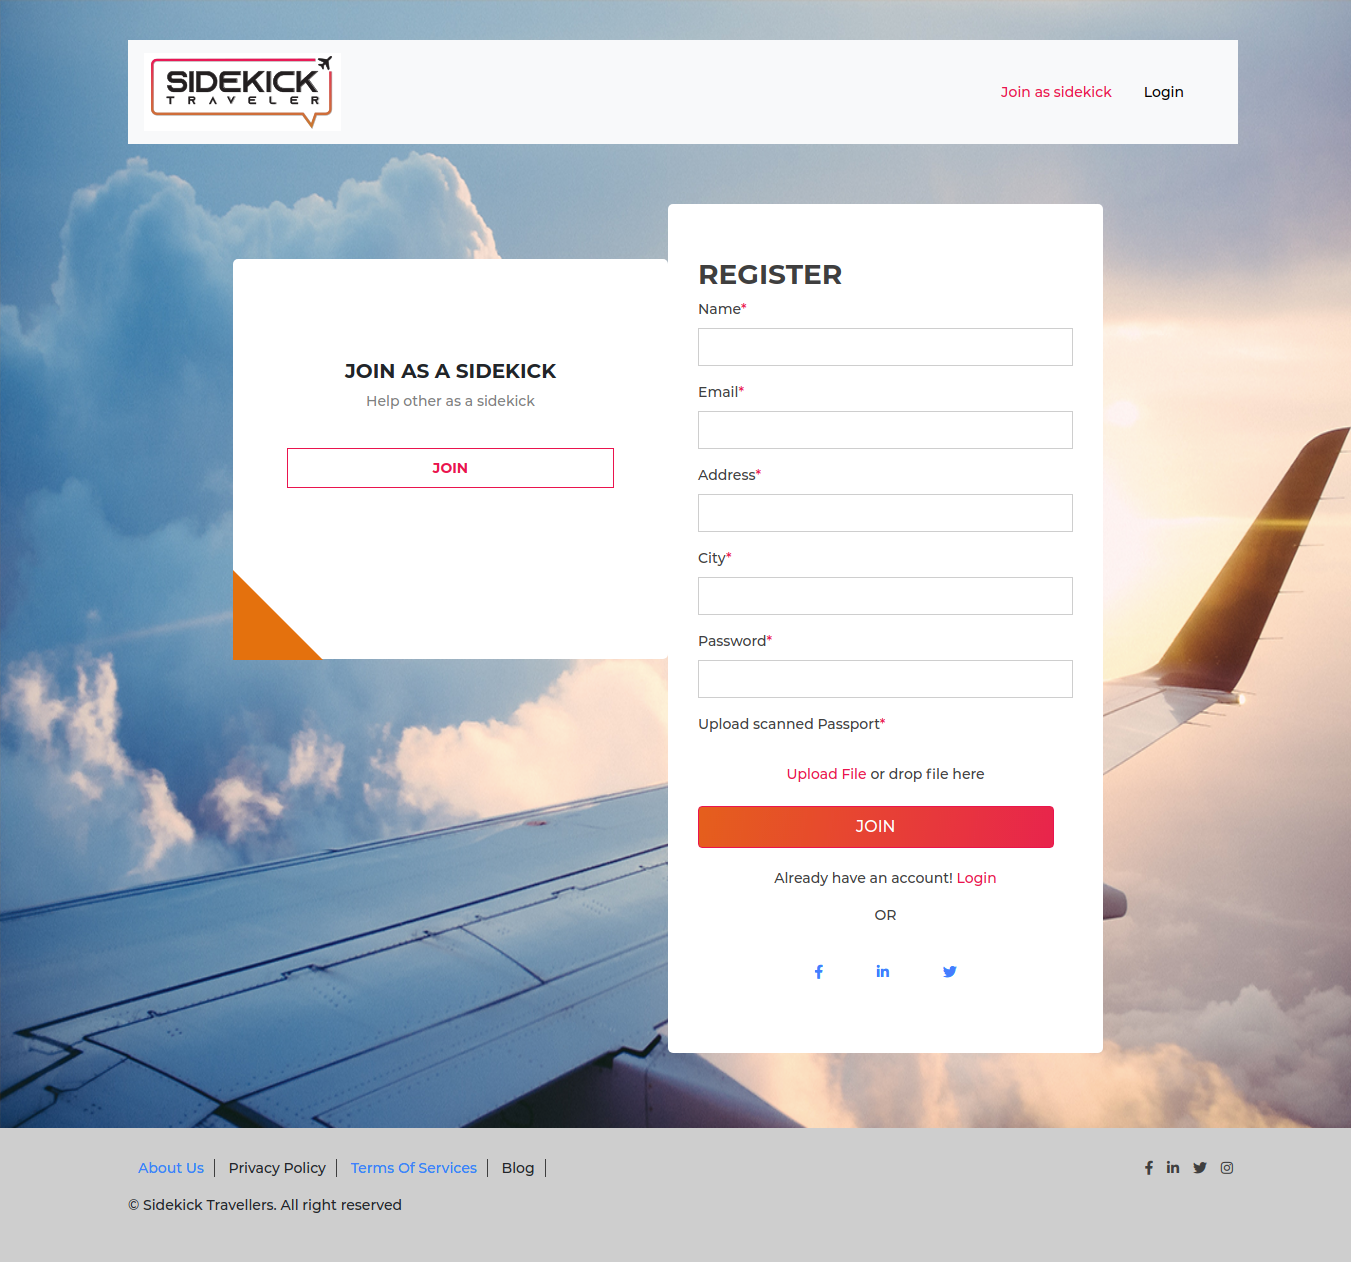 SIDEKICK
TRAVELER
Join as sidekick
Login
JOIN AS A SIDEKICK
Help other as a sidekick
JOIN
REGISTER
Name*
Email*
Address*
City*
Password*
Upload scanned Passport*
Upload File or drop file here
JOIN
Already have an account! Login
OR
About Us
Privacy Policy
Terms Of Services
Blog
© Sidekick Travellers. All right reserved